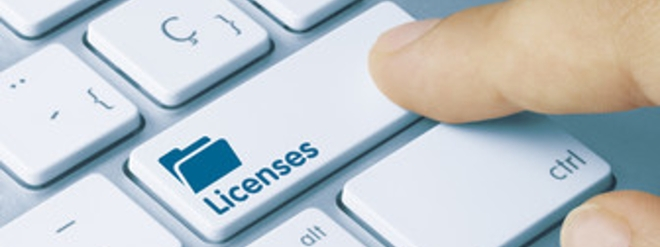 Ç }
¨ ´ {
Licenses
ctrl
alt